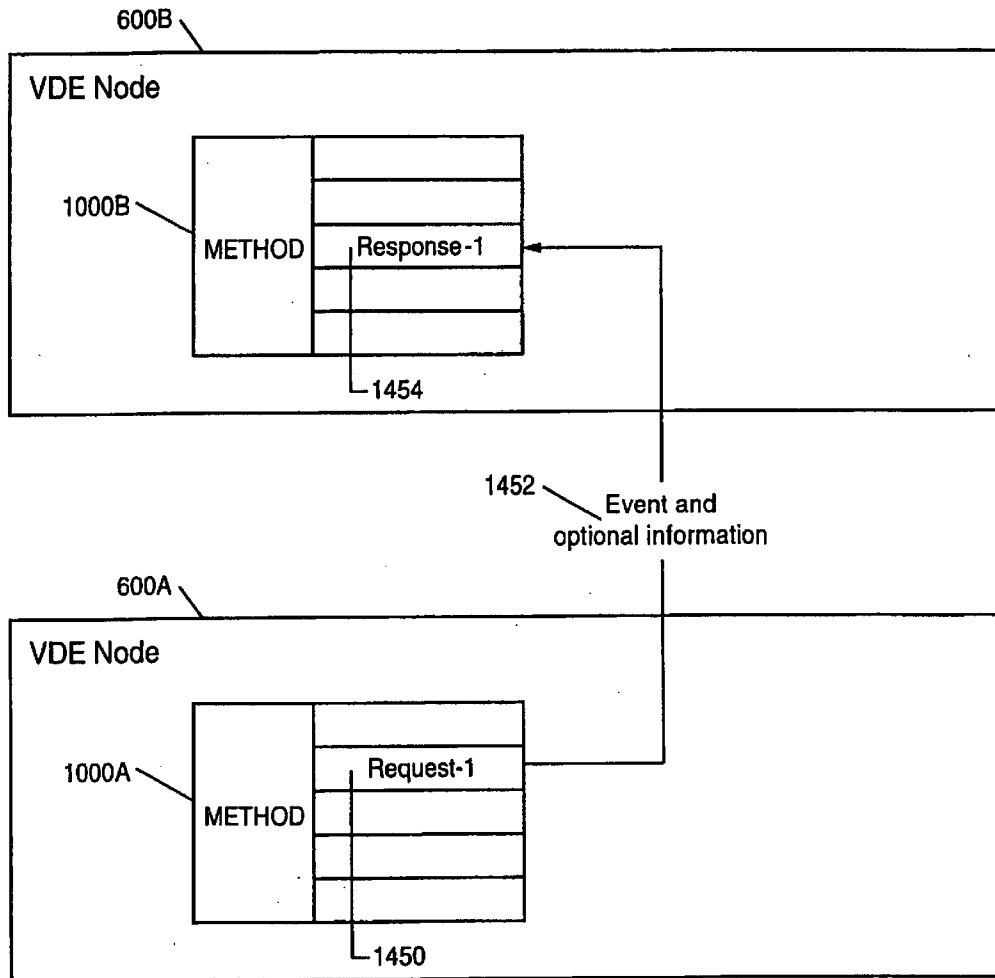 600B
VDE Node
1000B
METHOD
Response-1
1454
1452
Event and
optional information
600A
VDE Node
1000A
METHOD
Request-1
1450